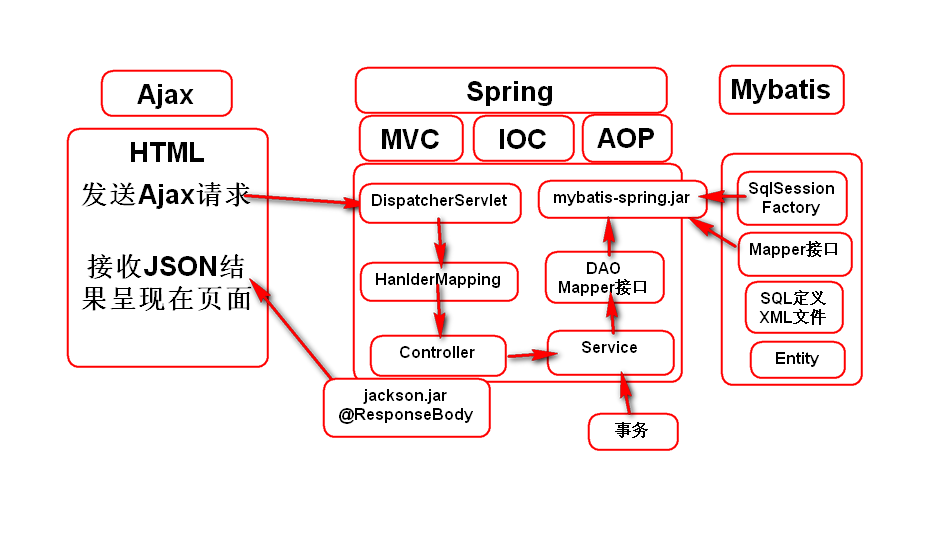 Ajax
HTML
发送Ajax请求
接收JSON结
果呈现在页面
Spring
MVC
IOC
AOP
DispatcherServlet
HanlderMapping
Controller
jackson.jar
@ResponseBody
mybatis-spring.jar
DAO
Mapper接口
Service
事务
Mybatis
SqlSession
Factory
Mapper接口
SQL定义
XML文件
Entity